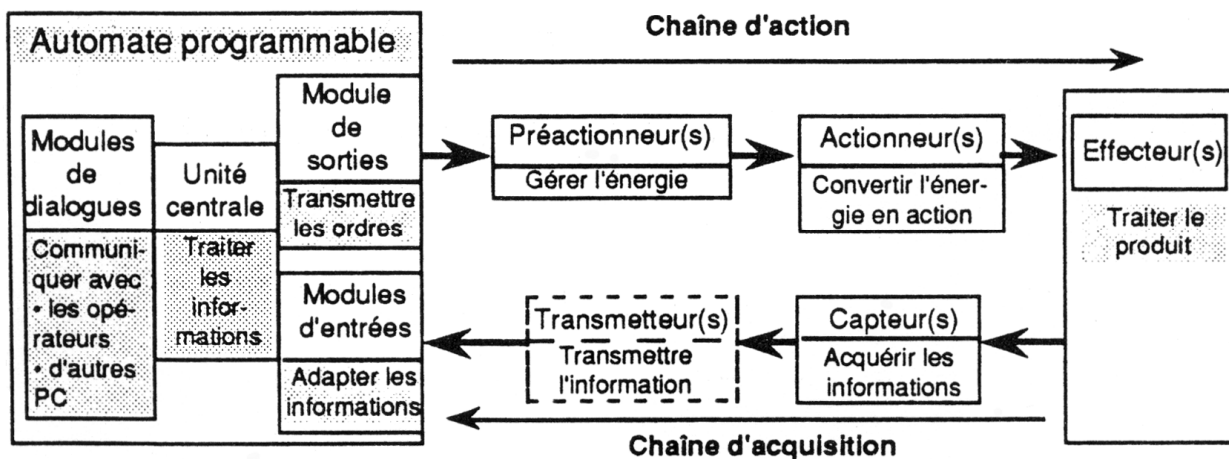 Automate programmable
Modules
de
dialogues
Communi-
quer avec
• les opé-
rateurs
• d'autres
PC
Unité
centrale
Traiter
les
infor-
mations
Module
de
sorties
Transmettre
les ordres
Modules
d'entrées
Adapter les
informations
Chaîne d'action
Préactionneur(s)
Gérer l'énergie
Actionneur(s)
Convertir l'éner-
gie en action
Effecteur(s)
Traiter le
produit
Transmetteur(s)
Transmettre
l'information
Capteur(s)
Acquérir les
informations
Chaîne d'acquisition